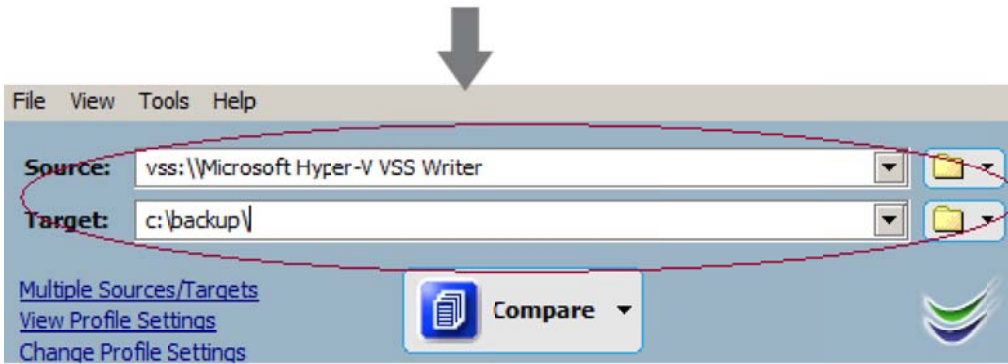 File View Tools Help
Source: vss:\\Microsoft Hyper-V VSS Writer
Target: c:\backup\
Multiple Sources/Targets
Compare
View Profile Settings
Change Profile Settings